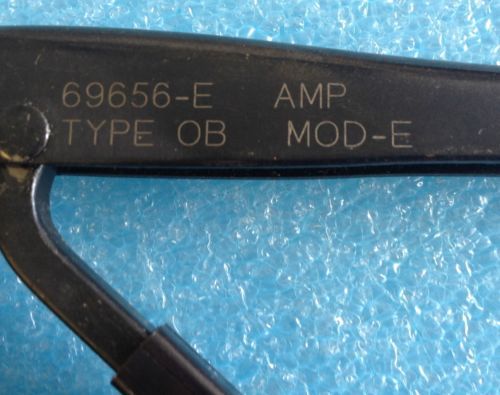 69656-E AMP
TYPE OB MOD-E